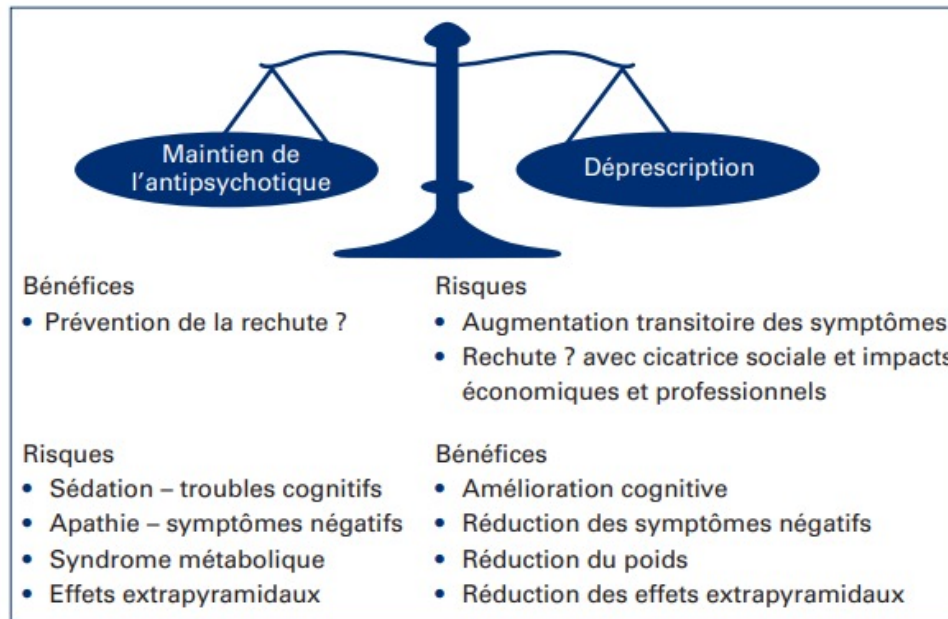 Maintien de
l'antipsychotique
Déprescription
Bénéfices
• Prévention de la rechute ?
Risques
• Augmentation transitoire des symptômes
• Rechute ? avec cicatrice sociale et impacts
économiques et professionnels
Risques
• Sédation – troubles cognitifs
• Apathie – symptômes négatifs
• Syndrome métabolique
• Effets extrapyramidaux
Bénéfices
• Amélioration cognitive
• Réduction des symptômes négatifs
• Réduction du poids
• Réduction des effets extrapyramidaux